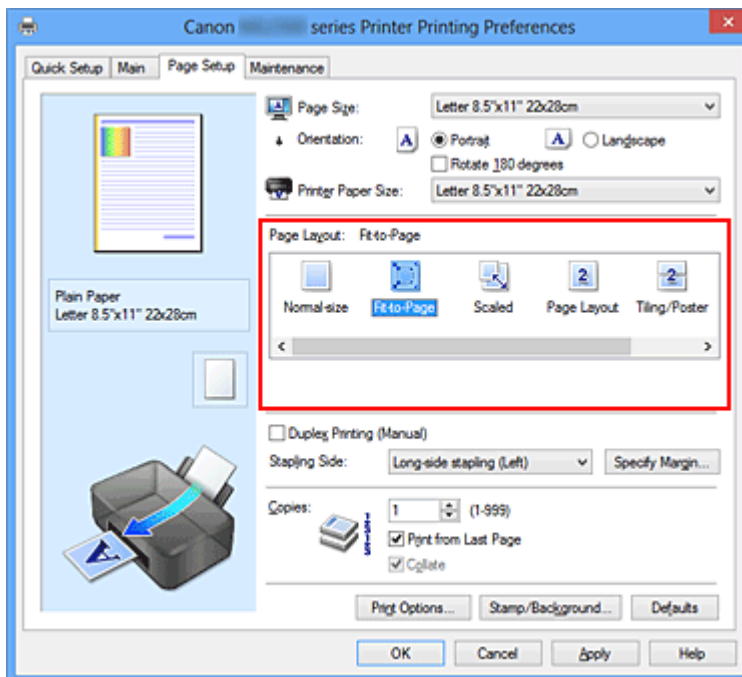 Canon series Printer Printing Preferences
Quick Setup Main Page Setup Maintenance
Page Size: Letter 8.5"x11" 22x28cm
Orientation: A Portrait A Landscape
Rotate 180 degrees
Printer Paper Size: Letter 8.5"x11" 22x28cm
Page Layout: Fit-to-Page
2 2
Normal-size Fit-to-Page Scaled Page Layout Tiling/Poster
Plain Paper
Letter 8.5"x11" 22x28cm
Duplex Printing (Manual)
Stapling Side: Long-side stapling (Left) Specify Margin...
Copies: 1 (1-999)
Print from Last Page
Collate
A
Print Options... Stamp/Background... Defaults
OK Cancel Apply Help